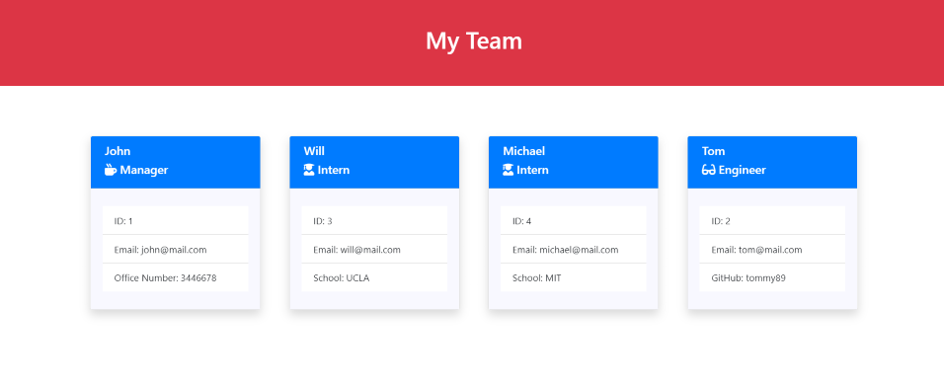 My Team
John
Manager
ID: 1
Email: john@mail.com
Office Number: 3446678
Will
Intern
ID: 3
Email: will@mail.com
School: UCLA
Michael
Intern
ID: 4
Email: michael@mail.com
School: MIT
Tom
Engineer
ID: 2
Email: tom@mail.com
GitHub: tommy89